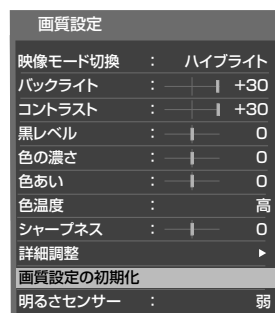 画質設定
映像モード切換 : ハイブライト
バックライト : +30
コントラスト : +30
黒レベル : 0
色の濃さ : 0
色あい : 0
色温度 : 高
シャープネス : 0
詳細調整
画質設定の初期化
明るさセンサー : 弱